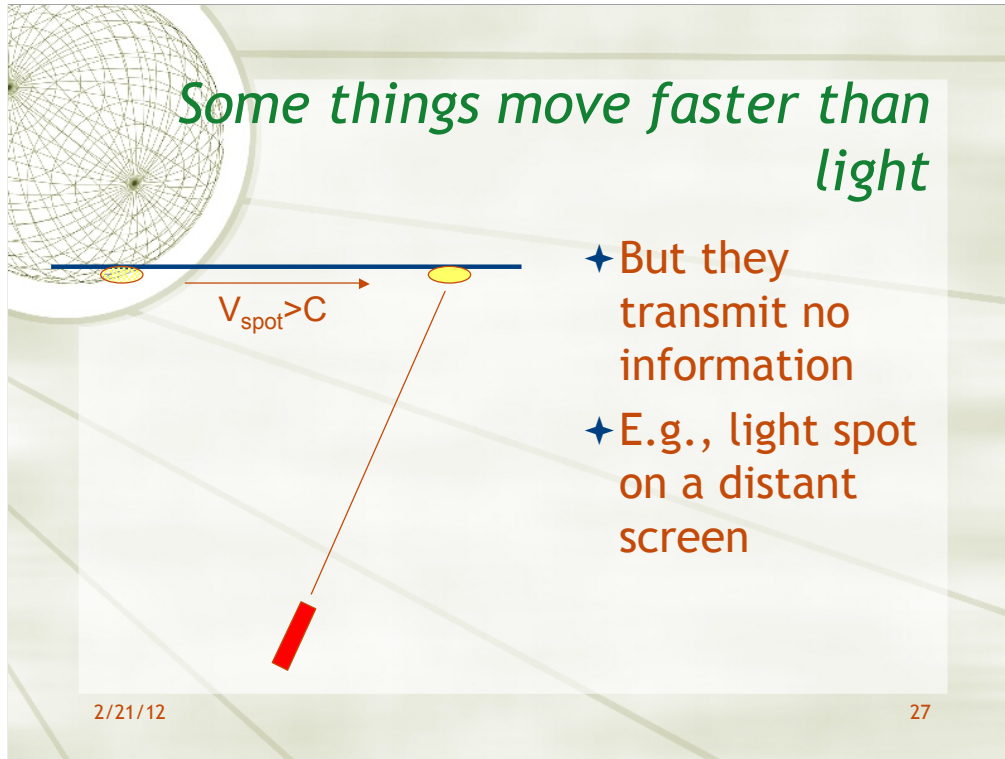 Some things move faster than
light
V_spot>C
✦But they
transmit no
information
✦E.g., light spot
on a distant
screen
2/21/12
27